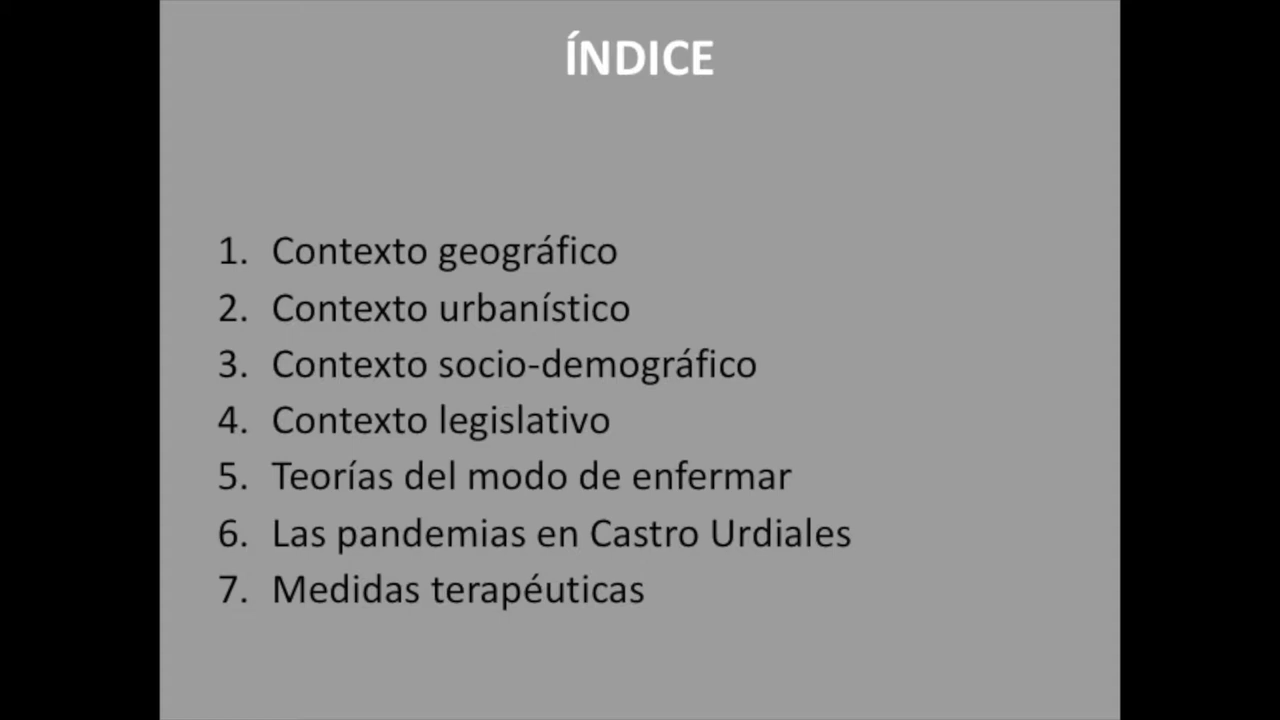 ÍNDICE
1. Contexto geográfico
2. Contexto urbanístico
3. Contexto socio-demográfico
4. Contexto legislativo
5. Teorías del modo de enfermar
6. Las pandemias en Castro Urdiales
7. Medidas terapéuticas